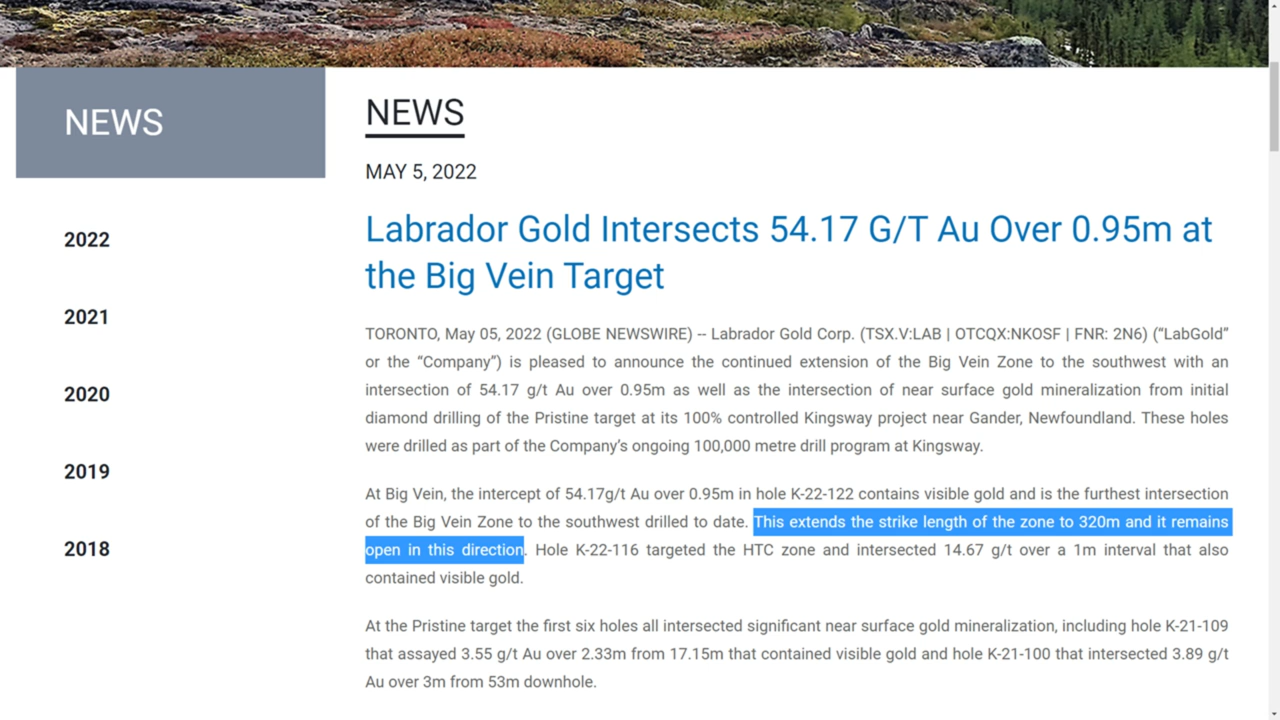 NEWS
2022
2021
2020
2019
2018
NEWS
MAY 5, 2022
Labrador Gold Intersects 54.17 G/T Au Over 0.95m at
the Big Vein Target
TORONTO, May 05, 2022 (GLOBE NEWSWIRE) -- Labrador Gold Corp. (TSX.V:LAB | OTCQX:NKOSF | FNR: 2N6) (“LabGold”
or the “Company”) is pleased to announce the continued extension of the Big Vein Zone to the southwest with an
intersection of 54.17 g/t Au over 0.95m as well as the intersection of near surface gold mineralization from initial
diamond drilling of the Pristine target at its 100% controlled Kingsway project near Gander, Newfoundland. These holes
were drilled as part of the Company’s ongoing 100,000 metre drill program at Kingsway.
At Big Vein, the intercept of 54.17g/t Au over 0.95m in hole K-22-122 contains visible gold and is the furthest intersection
of the Big Vein Zone to the southwest drilled to date. This extends the strike length of the zone to 320m and it remains
open in this direction. Hole K-22-116 targeted the HTC zone and intersected 14.67 g/t over a 1m interval that also
contained visible gold.
At the Pristine target the first six holes all intersected significant near surface gold mineralization, including hole K-21-109
that assayed 3.55 g/t Au over 2.33m from 17.15m that contained visible gold and hole K-21-100 that intersected 3.89 g/t
Au over 3m from 53m downhole.